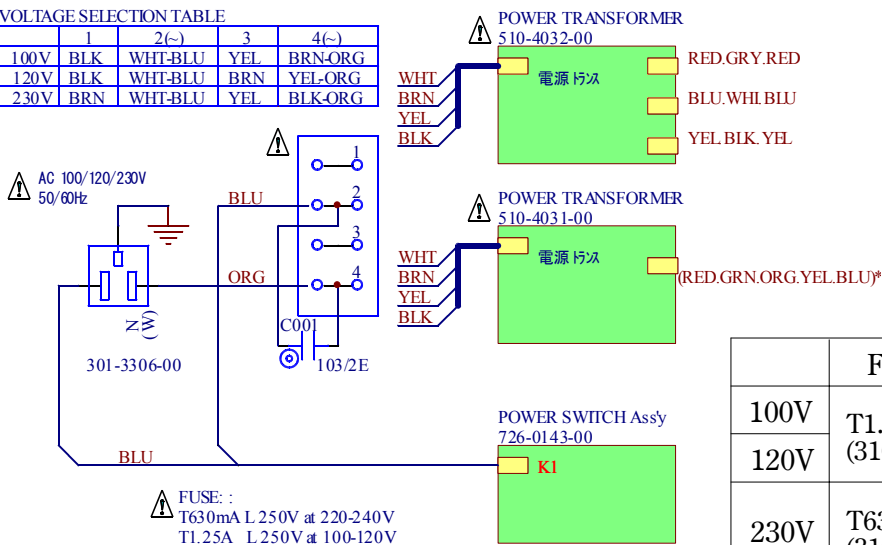 VOLTAGE SELECTION TABLE
1 2(~) 3 4(~)
100V BLK WHT-BLU YEL BRN-ORG
120V BLK WHT-BLU BRN YEL-ORG
230V BRN WHT-BLU YEL BLK-ORG
POWER TRANSFORMER
510-4032-00
電源トランス
WHT
BRN
YEL
BLK
RED.GRY.RED
BLU.WHI.BLU
YEL.BLK.YEL
AC 100/120/230V
50/60Hz
BLU
ORG
1
2
3
4
N
(W)
301-3306-00
C001
103/2E
POWER TRANSFORMER
510-4031-00
電源トランス
WHT
BRN
YEL
BLK
(RED.GRN.ORG.YEL.BLU)*
POWER SWITCH Ass'y
726-0143-00
K1
BLU
FUSE: :
T630mA L 250V at 220-240V
T1.25A L 250V at 100-120V
F
100V
120V
T1.
(31
230V
T63